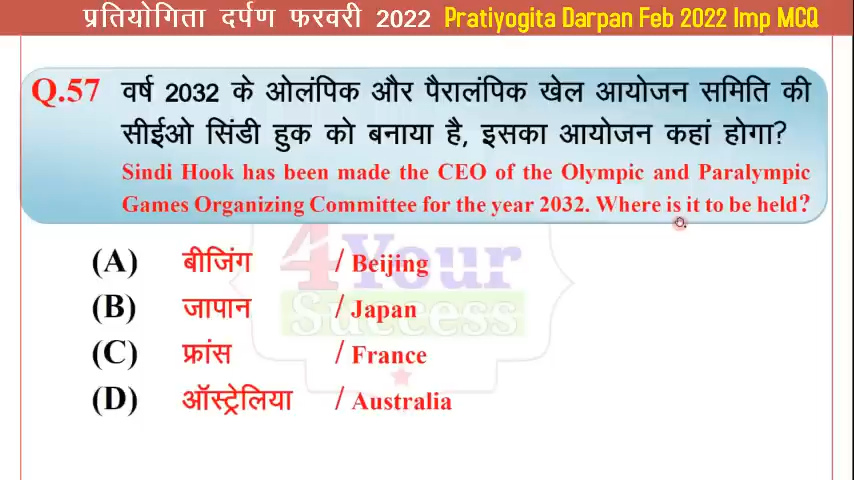 प्रतियोगिता दर्पण फरवरी 2022 Pratiyogita Darpan Feb 2022 Imp MCQ
Q.57 वर्ष 2032 के ओलंपिक और पैरालंपिक खेल आयोजन समिति की
सीईओ सिंडी हुक को बनाया है, इसका आयोजन कहां होगा?
Sindi Hook has been made the CEO of the Olympic and Paralympic
Games Organizing Committee for the year 2032. Where is it to be held?
(A) बीजिंग / Beijing
(B) जापान / Japan
(C) फ्रांस / France
(D) ऑस्ट्रेलिया / Australia
4Your
Success